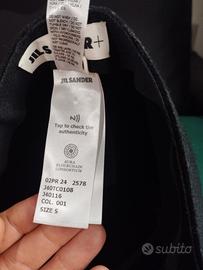 JIL SANDER+
JIL SANDER
Tap to check the
authenticity
AURA
BLOCKCHAIN
CONSORTIUM
02PR 24 2578
J40TC0108
J40116
COL. 001
SIZE S
subito